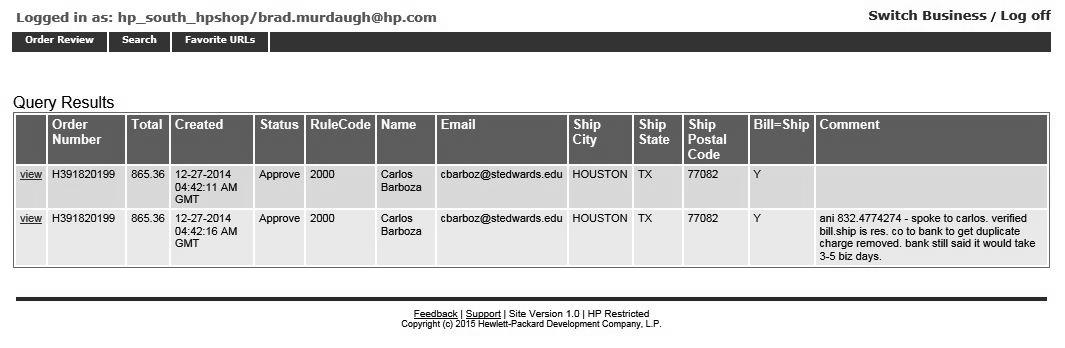 Logged in as: hp_south_hpshop/brad.murdaugh@hp.com
Switch Business / Log off
Order Review Search Favorite URLs
Query Results
Order Number Total Created Status RuleCode Name Email Ship City Ship State Ship Postal Code Bill=Ship Comment
view H391820199 865.36 12-27-2014 04:42:11 AM GMT Approve 2000 Carlos Barboza cbarboz@stedwards.edu HOUSTON TX 77082 Y
view H391820199 865.36 12-27-2014 04:42:16 AM GMT Approve 2000 Carlos Barboza cbarboz@stedwards.edu HOUSTON TX 77082 Y ani 832.4774274 - spoke to carlos. verified
bill.ship is res. co to bank to get duplicate
charge removed. bank still said it would take
3-5 biz days.
Feedback | Support | Site Version 1.0 | HP Restricted
Copyright (c) 2015 Hewlett-Packard Development Company, L.P.